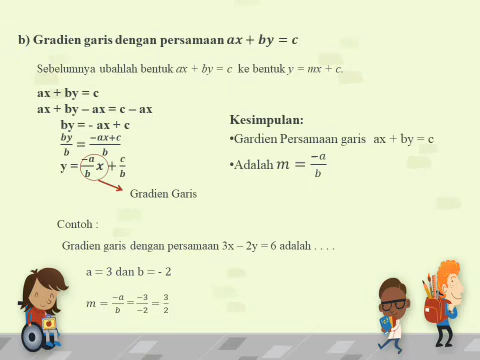 b) Gradien garis dengan persamaan ax + by = c
Sebelumnya ubahlah bentuk ax + by = c ke bentuk y = mx + c.
ax + by = c
ax + by – ax = c – ax
by = - ax + c
by/b = −ax+c/b
y = −a/b x + c/b
Gradien Garis
Kesimpulan:
•Gardien Persamaan garis ax + by = c
•Adalah m = −a/b
Contoh :
Gradien garis dengan persamaan 3x – 2y = 6 adalah . . . .
a = 3 dan b = - 2
m = −a/b = −3/−2 = 3/2